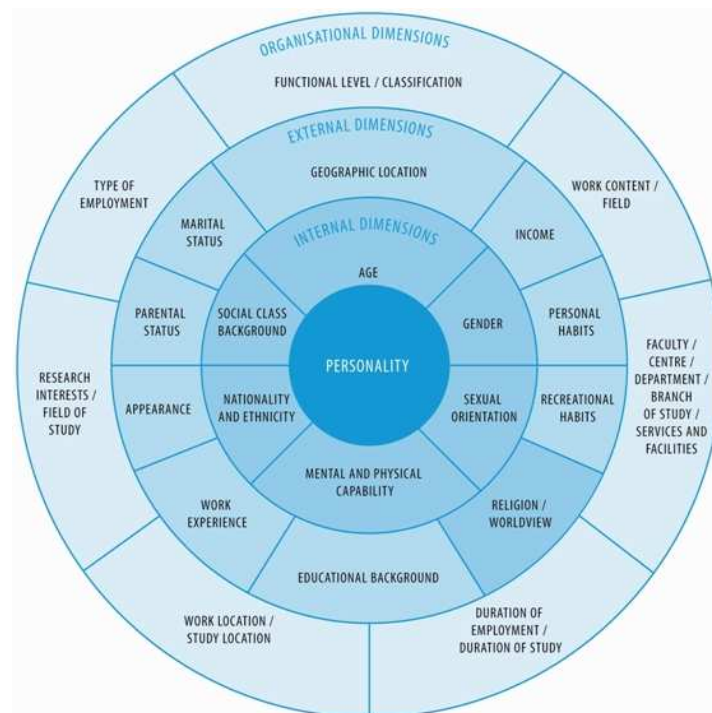 ORGANISATIONAL DIMENSIONS
FUNCTIONAL LEVEL / CLASSIFICATION
EXTERNAL DIMENSIONS
GEOGRAPHIC LOCATION
TYPE OF
EMPLOYMENT
WORK CONTENT /
FIELD
MARITAL
STATUS
INCOME
INTERNAL DIMENSIONS
AGE
PARENTAL
STATUS
SOCIAL CLASS
BACKGROUND
GENDER
PERSONAL
HABITS
PERSONALITY
RESEARCH
INTERESTS /
FIELD OF
STUDY
FACULTY /
CENTRE /
DEPARTMENT /
BRANCH
OF STUDY /
SERVICES AND
FACILITIES
APPEARANCE
NATIONALITY
AND ETHNICITY
SEXUAL
ORIENTATION
RECREATIONAL
HABITS
MENTAL AND PHYSICAL
CAPABILITY
WORK
EXPERIENCE
RELIGION /
WORLDVIEW
EDUCATIONAL BACKGROUND
WORK LOCATION /
STUDY LOCATION
DURATION OF
EMPLOYMENT /
DURATION OF STUDY